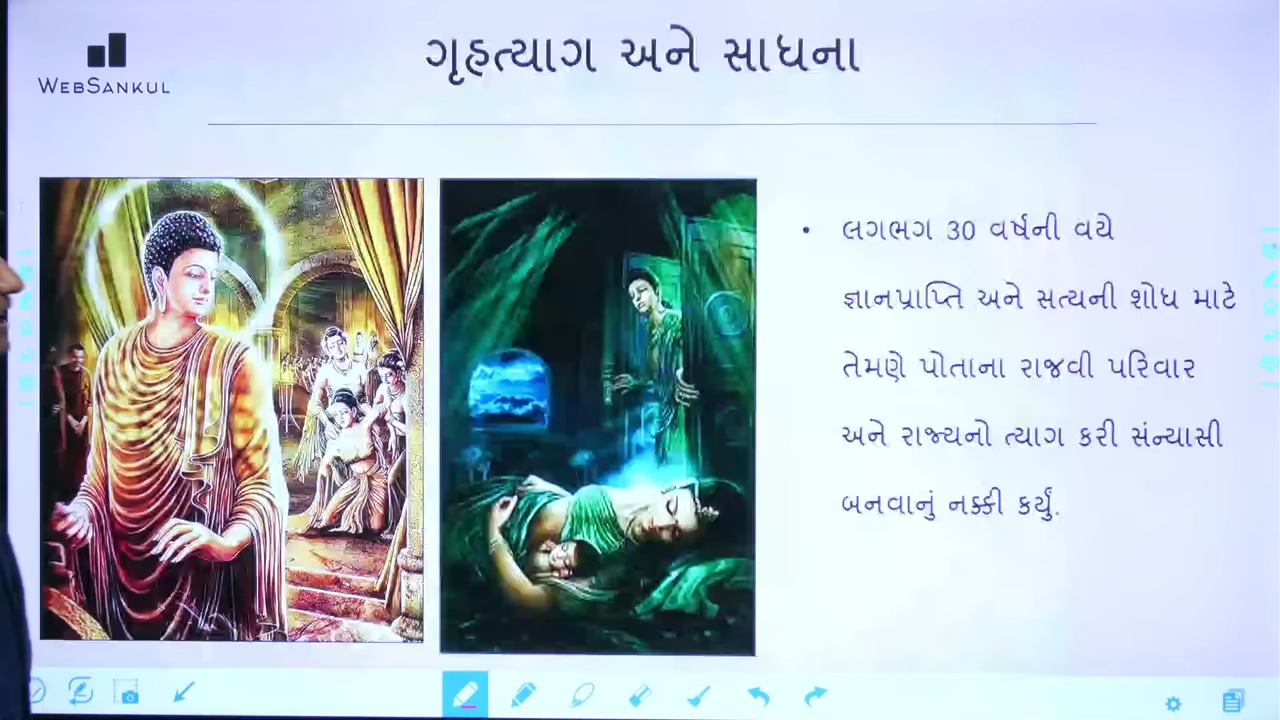 WEBSANKUL
ગૃહત્યાગ અને સાધના
• લગભગ 30 વર્ષની વયે
જ્ઞાનપ્રાપ્તિ અને સત્યની શોધ માટે
તેમણે પોતાના રાજવી પરિવાર
અને રાજ્યનો ત્યાગ કરી સંન્યાસી
બનવાનું નક્કી કર્યું.